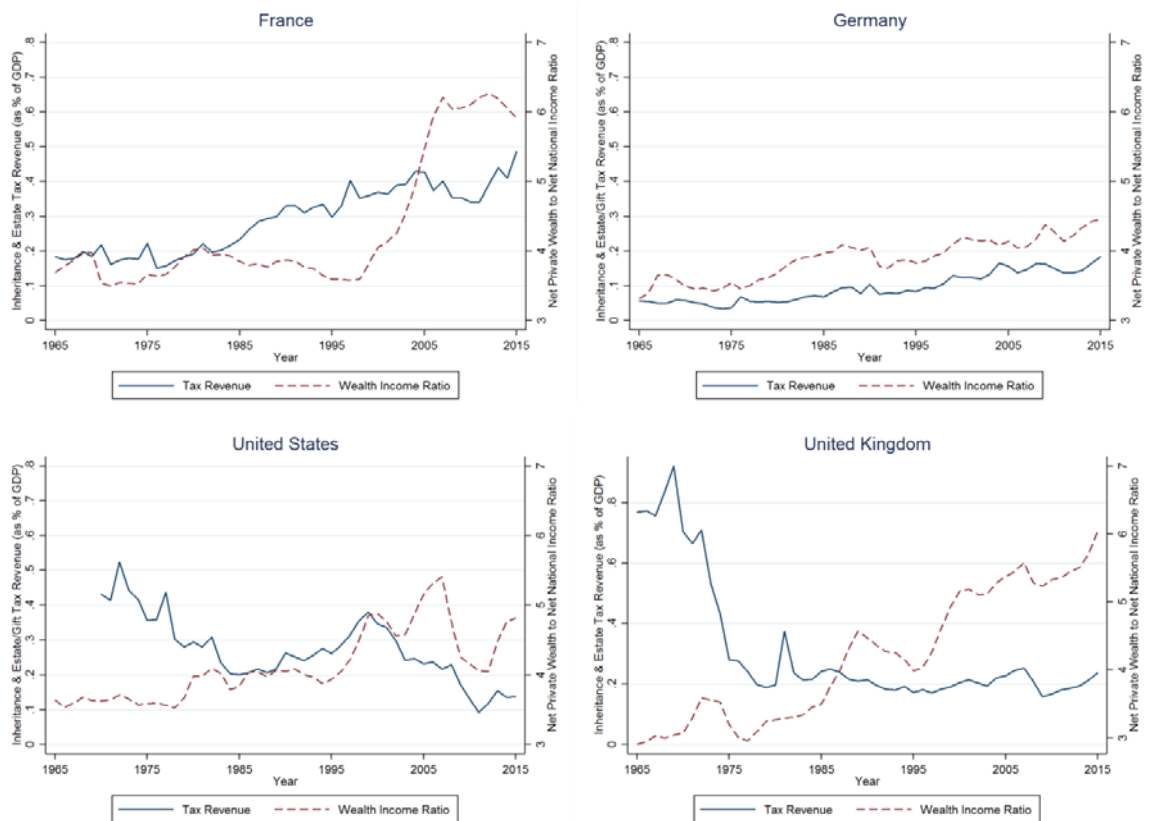 France
Inheritance & Estate Tax Revenue (as % of GDP)
0 .1 .2 .3 .4 .5 .6 .7 .8
3 4 5 6 7
Net Private Wealth to Net National Income Ratio
1965 1975 1985 1995 2005 2015
Year
Tax Revenue Wealth Income Ratio
Germany
Inheritance & Estate/Gift Tax Revenue (as % of GDP)
0 .1 .2 .3 .4 .5 .6 .7 .8
3 4 5 6 7
Net Private Wealth to Net National Income Ratio
1965 1975 1985 1995 2005 2015
Year
Tax Revenue Wealth Income Ratio
United States
Inheritance & Estate/Gift Tax Revenue (as % of GDP)
0 .1 .2 .3 .4 .5 .6 .7 .8
3 4 5 6 7
Net Private Wealth to Net National Income Ratio
1965 1975 1985 1995 2005 2015
Year
Tax Revenue Wealth Income Ratio
United Kingdom
Inheritance & Estate/Gift Tax Revenue (as % of GDP)
0 .2 .4 .6 .8
3 4 5 6 7
Net Private Wealth to Net National Income Ratio
1965 1975 1985 1995 2005 2015
Year
Tax Revenue Wealth Income Ratio